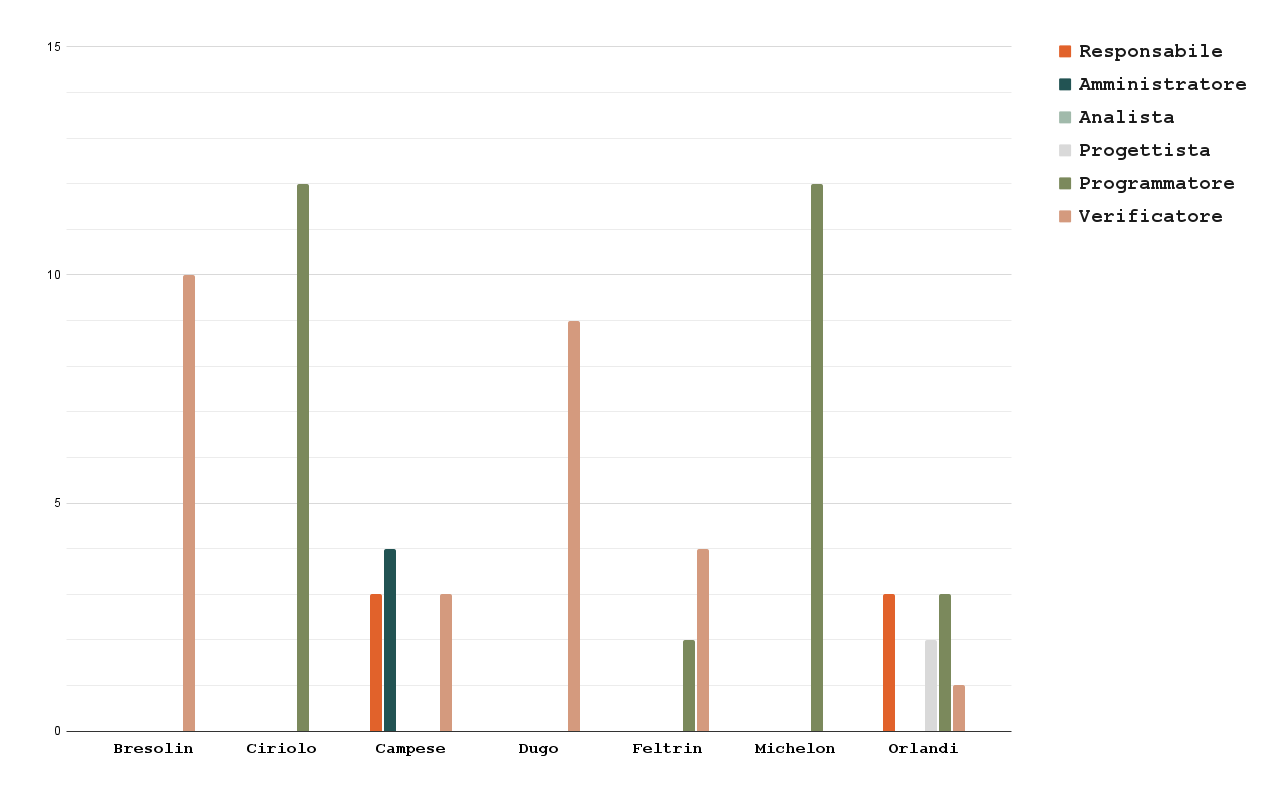 15
10
5
0
Bresolin
Ciriolo
Campese
Dugo
Feltrin
Michelon
Orlandi
Responsabile
Amministratore
Analista
Progettista
Programmatore
Verificatore